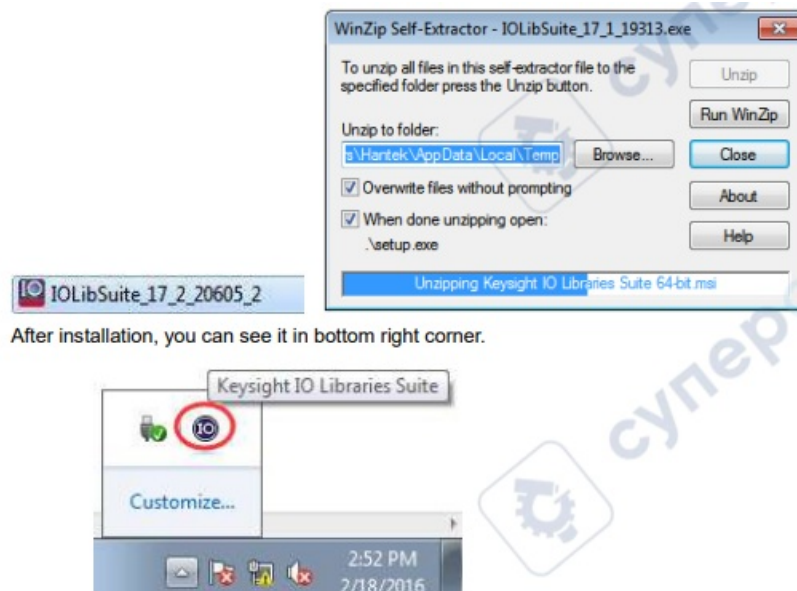 WinZip Self-Extractor - IOLibSuite_17_1_19313.exe
To unzip all files in this self-extractor file to the
specified folder press the Unzip button.
Unzip to folder:
s\Hantek\AppData\Local\Temp
Browse...
Overwrite files without prompting
When done unzipping open:
.\setup.exe
Unzip
Run WinZip
Close
About
Help
Unzipping Keysight IO Libraries Suite 64-bit.msi
IO
IOLibSuite_17_2_20605_2
After installation, you can see it in bottom right corner.
Keysight IO Libraries Suite
IO
Customize...
2:52 PM
2/18/2016